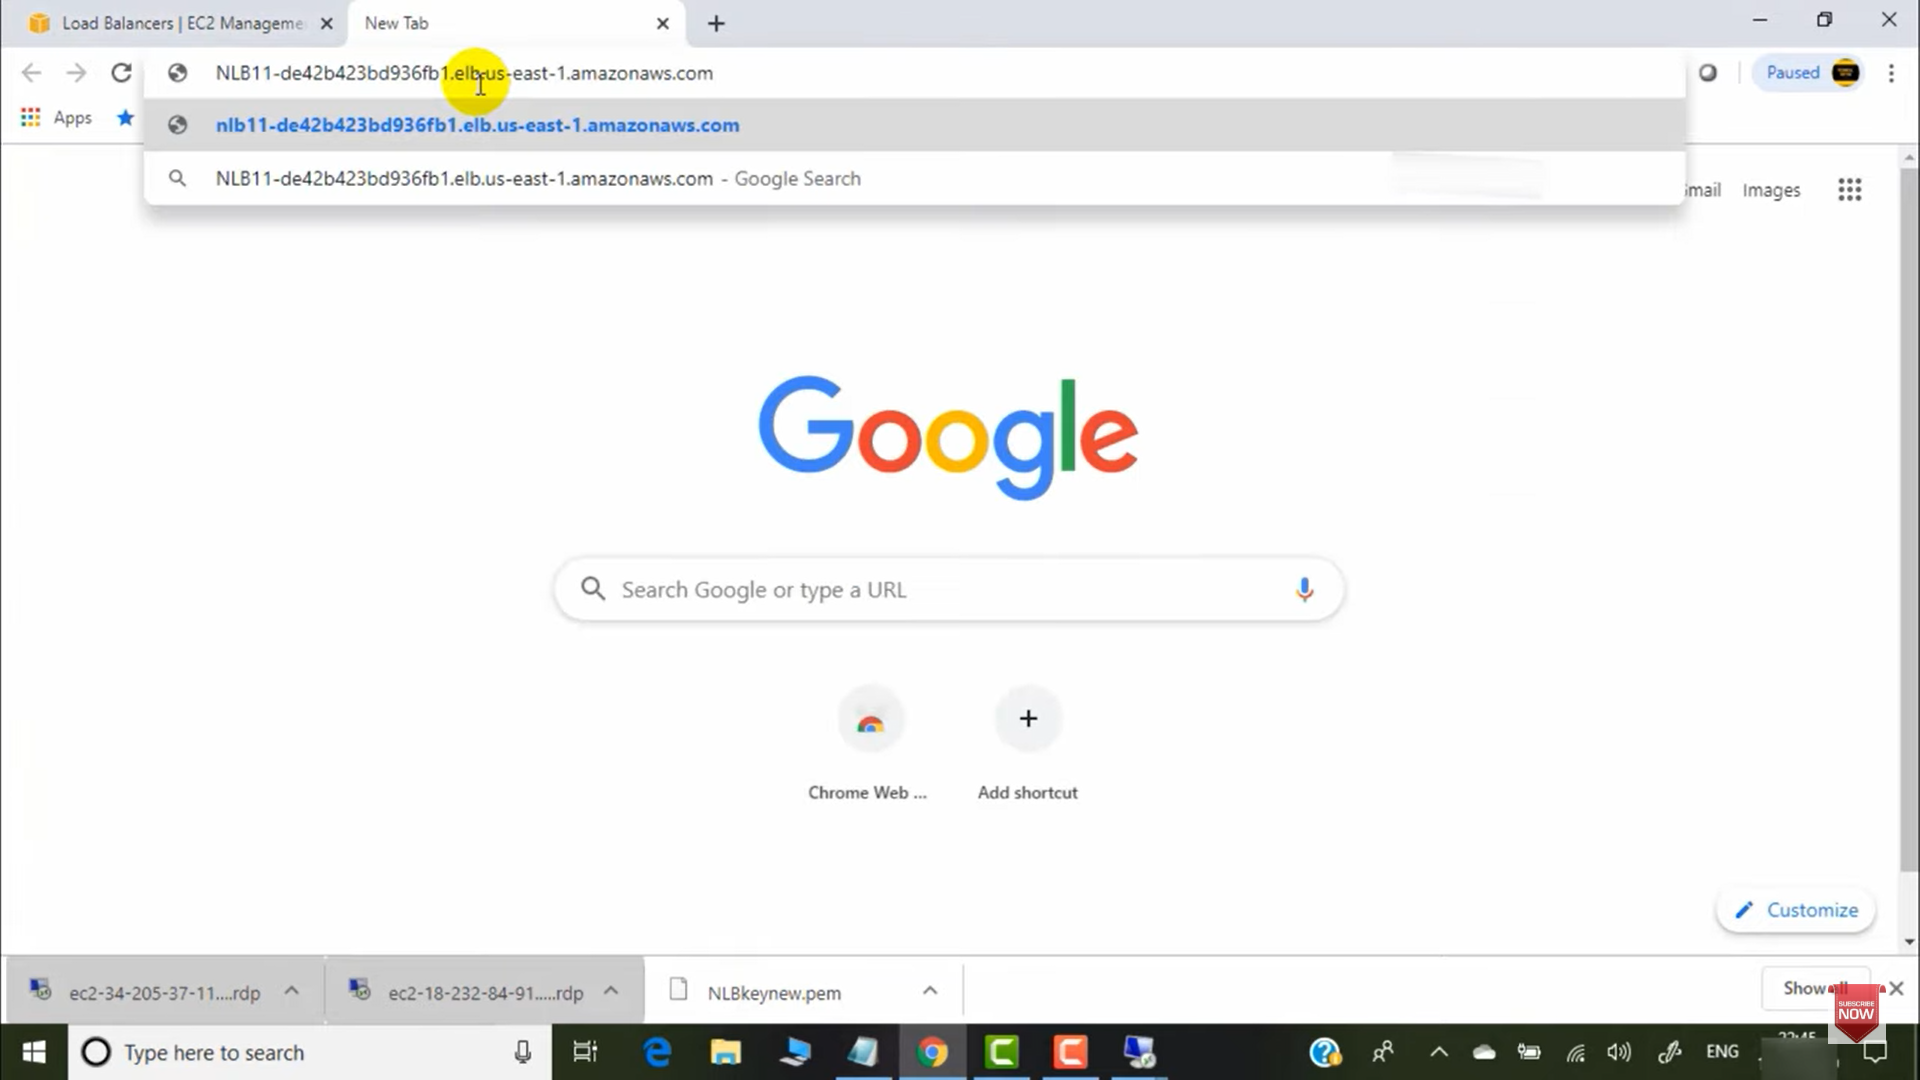 Load Balancers | EC2 Manageme
New Tab
NLB11-de42b423bd936fb1.elb.us-east-1.amazonaws.com
Paused
Apps
nlb11-de42b423bd936fb1.elb.us-east-1.amazonaws.com
NLB11-de42b423bd936fb1.elb.us-east-1.amazonaws.com - Google Search
mail
Images
Google
Search Google or type a URL
Chrome Web ...
Add shortcut
Customize
ec2-34-205-37-11....rdp
ec2-18-232-84-91.....rdp
NLBkeynew.pem
Show
SUBSCRIBE
NOW
Type here to search
ENG